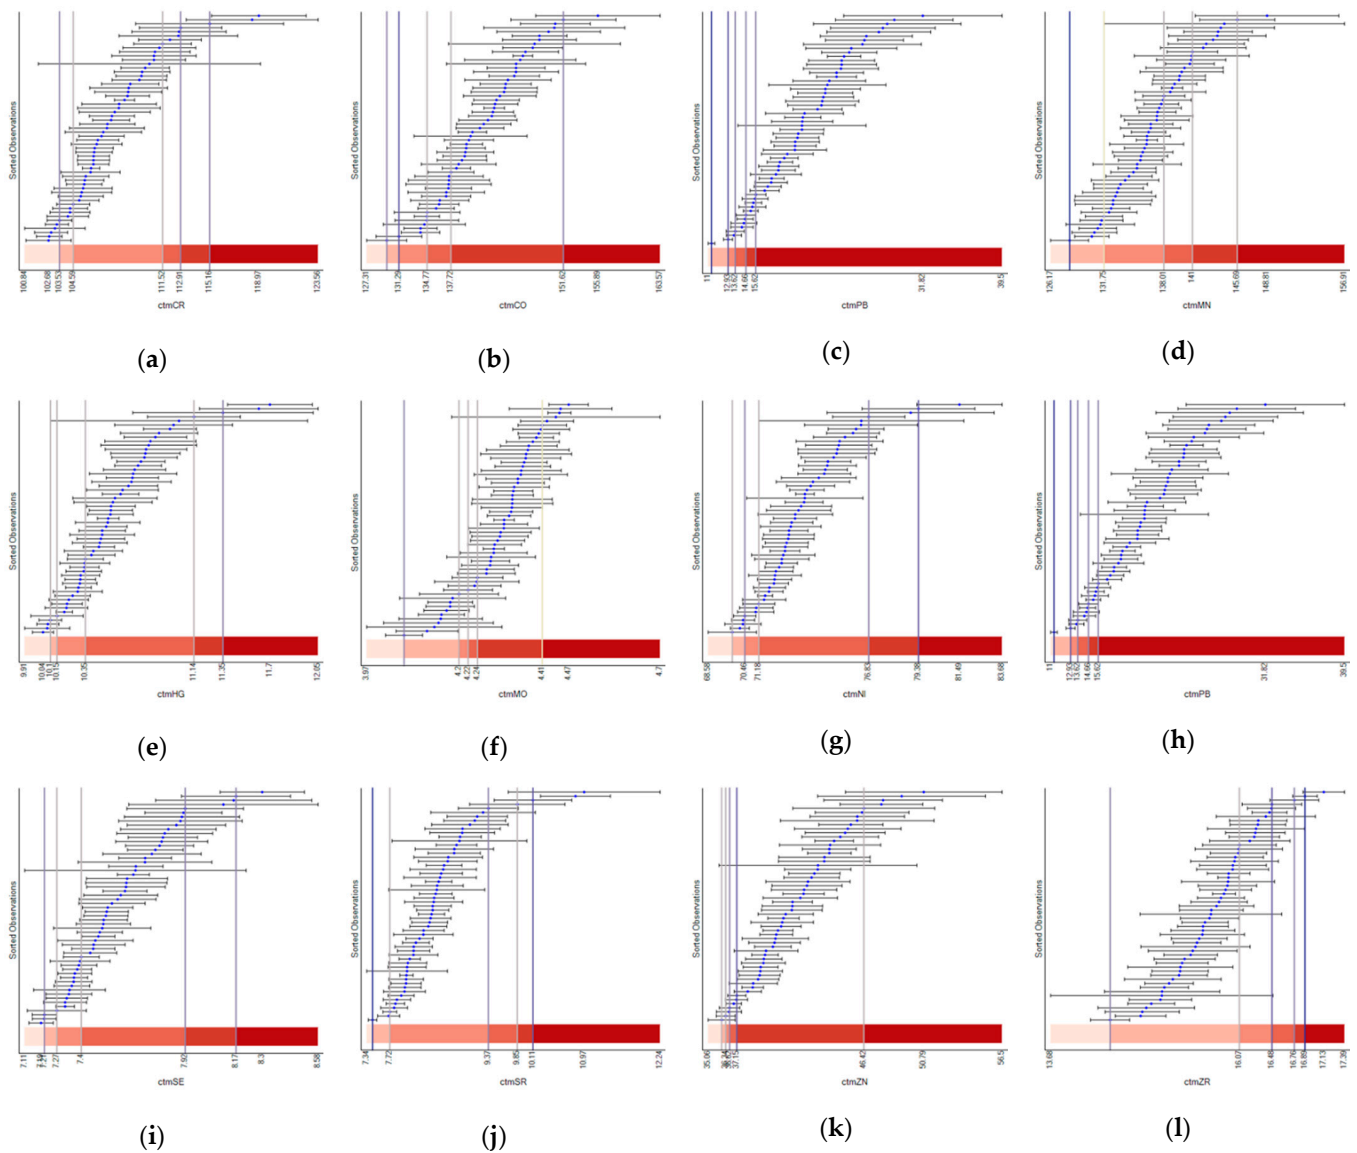 Sorted Observations
100.84 102.68 103.53 104.59 111.52 112.91 115.16 118.97 123.56
ctmCR
(a)
Sorted Observations
127.31 131.29 134.77 137.72 151.62 155.89 163.57
ctmCO
(b)
Sorted Observations
11 12.93 13.62 14.66 15.62 31.82 39.5
ctmPB
(c)
Sorted Observations
126.17 131.75 138.01 141 145.69 148.81 156.91
ctmMN
(d)
Sorted Observations
9.91 10.04 10.1 10.15 10.35 11.14 11.35 11.7 12.05
ctmHG
(e)
Sorted Observations
3.97 4.2 4.22 4.24 4.41 4.47 4.7
ctmMO
(f)
Sorted Observations
68.58 70.46 71.18 76.83 79.38 81.49 83.68
ctmNI
(g)
Sorted Observations
11 12.93 13.62 14.66 15.62 31.82 39.5
ctmPB
(h)
Sorted Observations
7.11 7.21 7.27 7.4 7.92 8.17 8.3 8.58
ctmSE
(i)
Sorted Observations
7.34 7.72 9.37 9.85 10.11 10.97 12.24
ctmSR
(j)
Sorted Observations
35.06 37.15 46.42 50.79 56.5
ctmZN
(k)
Sorted Observations
13.68 16.07 16.48 16.76 16.89 17.13 17.39
ctmZR
(l)